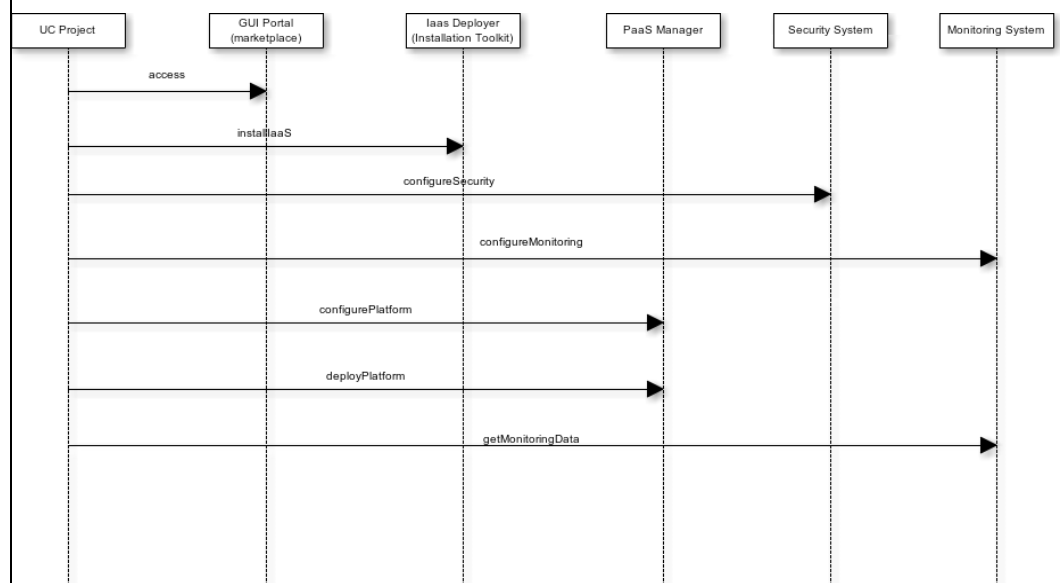 UC Project
GUI Portal
(marketplace)
Iaas Deployer
(Installation Toolkit)
PaaS Manager
Security System
Monitoring System
access
installIaaS
configureSecurity
configureMonitoring
configurePlatform
deployPlatform
getMonitoringData